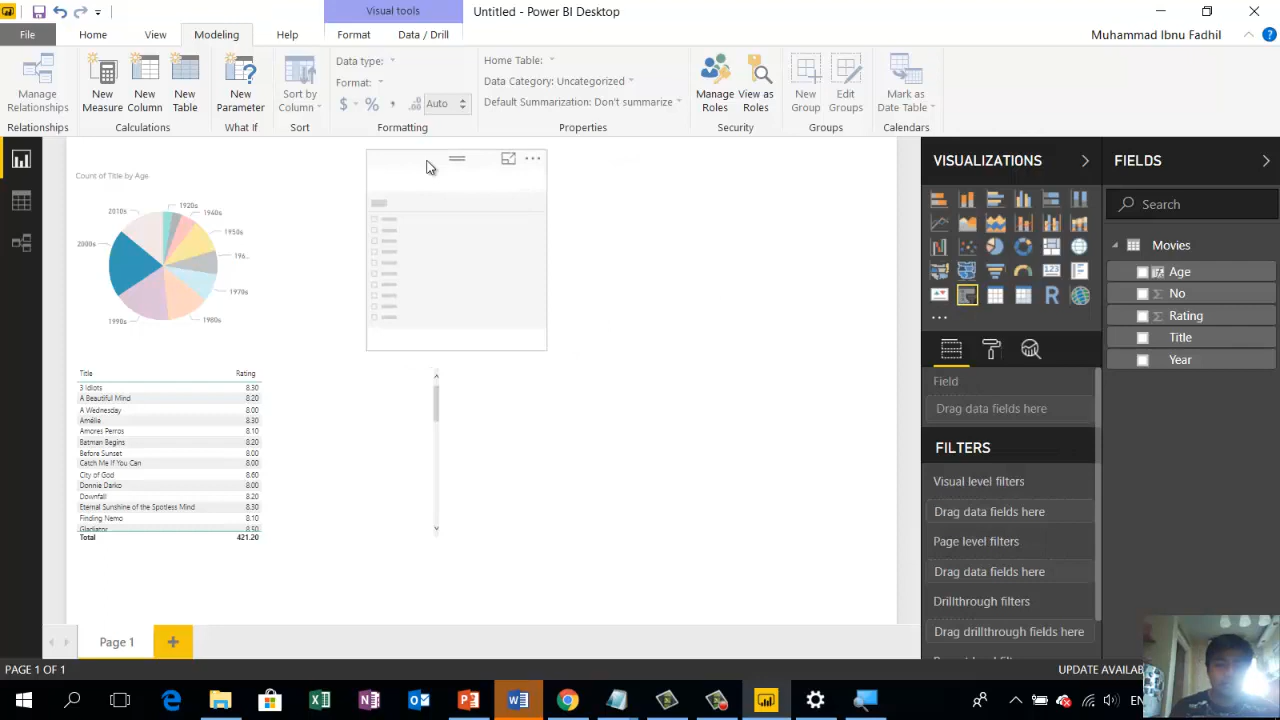 Visual tools
Untitled - Power BI Desktop
File
Home
View
Modeling
Help
Format
Data / Drill
Muhammad Ibnu Fadhil
Manage Relationships
New Measure
New Column
New Table
New Parameter
Sort by Column
Data type:
Format:
$ % , .00 Auto
Home Table:
Data Category: Uncategorized
Default Summarization: Don't summarize
Manage Roles
View as Roles
New Group
Edit Groups
Mark as Date Table
Relationships
Calculations
What If
Sort
Formatting
Properties
Security
Groups
Calendars
Count of Title by Age
1920s
1940s
1950s
196...
1970s
1980s
1990s
2000s
2010s
Title Rating
3 Idiots 8.30
A Beautiful Mind 8.20
A Wednesday 8.00
Amélie 8.30
Amores Perros 8.10
Batman Begins 8.20
Before Sunset 8.00
Catch Me If You Can 8.00
City of God 8.60
Donnie Darko 8.00
Downfall 8.20
Eternal Sunshine of the Spotless Mind 8.30
Finding Nemo 8.10
Gladiator 8.50
Total 421.20
VISUALIZATIONS
123
R
Field
Drag data fields here
FILTERS
Visual level filters
Drag data fields here
Page level filters
Drag data fields here
Drillthrough filters
Drag drillthrough fields here
FIELDS
Search
Movies
Age
No
Rating
Title
Year
Page 1
PAGE 1 OF 1
UPDATE AVAILAB